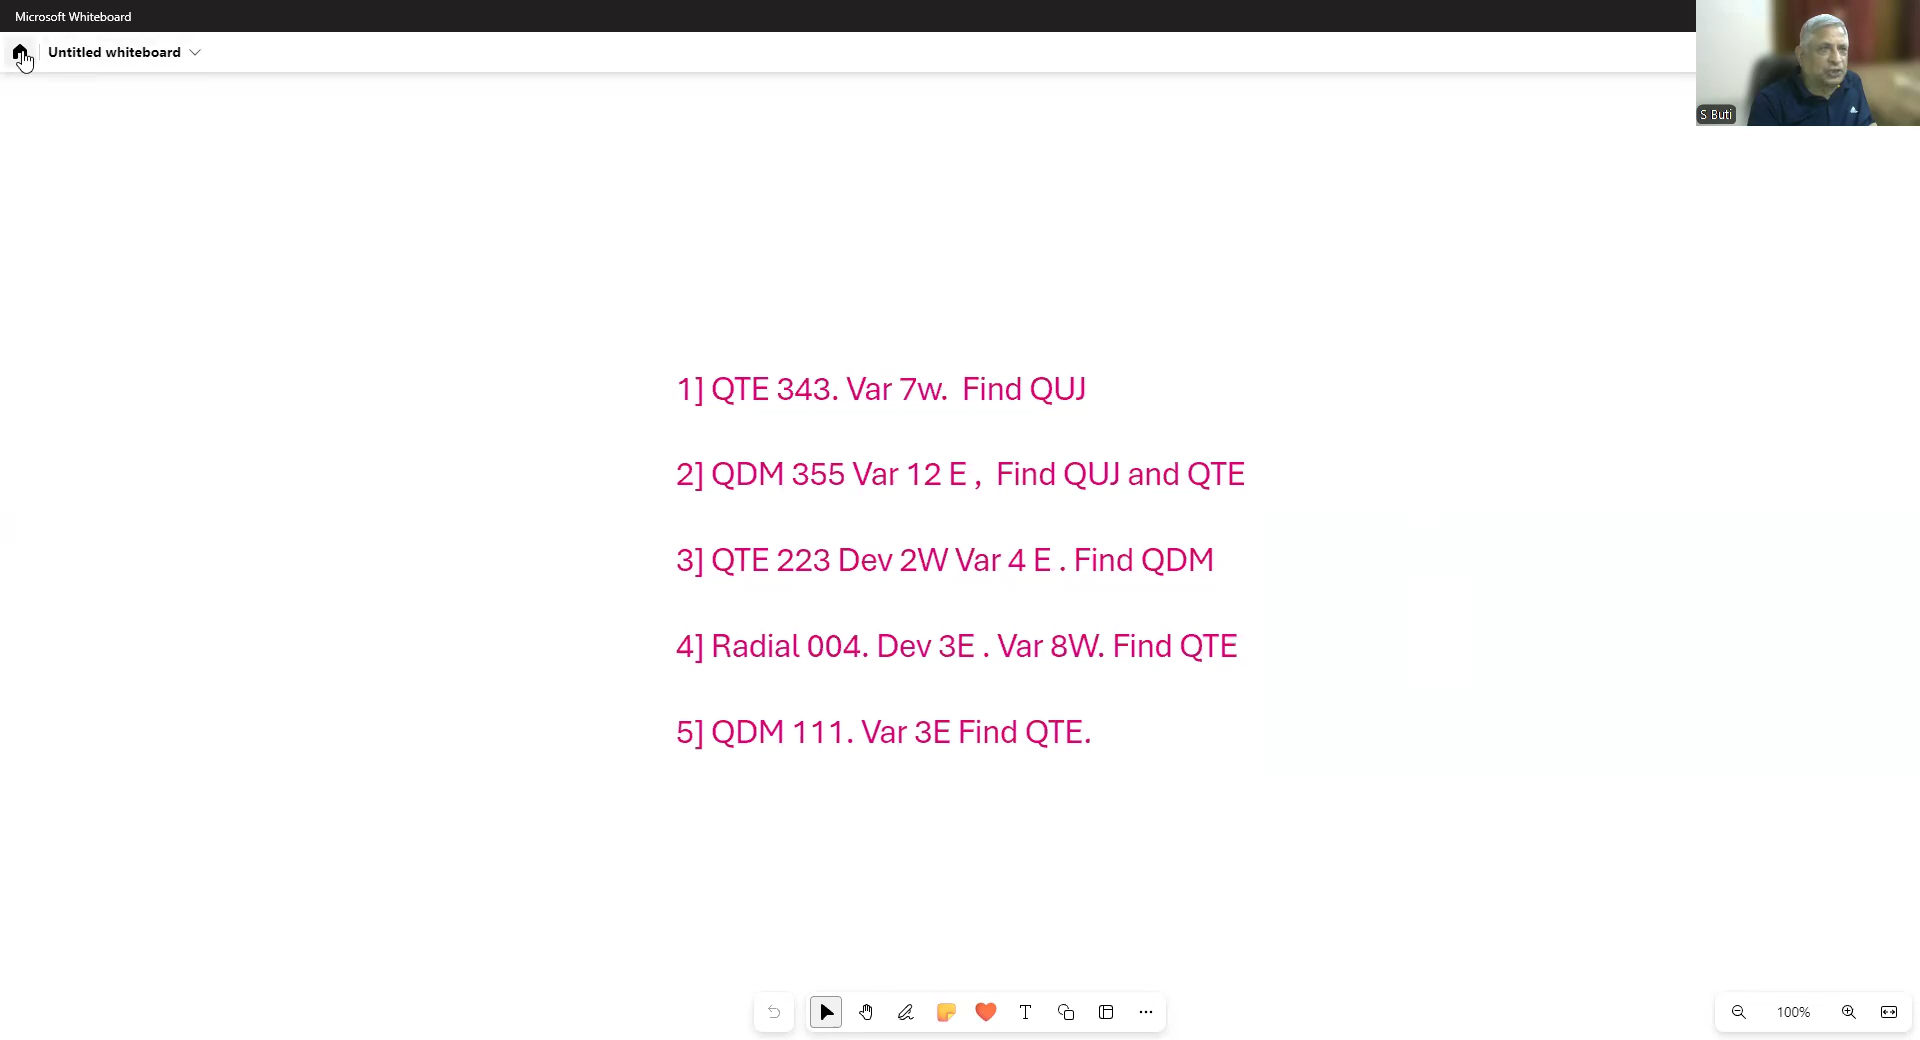 Microsoft Whiteboard
Untitled whiteboard
S Buti
1] QTE 343. Var 7w.  Find QUJ
2] QDM 355 Var 12 E ,  Find QUJ and QTE
3] QTE 223 Dev 2W Var 4 E . Find QDM
4] Radial 004. Dev 3E . Var 8W. Find QTE
5] QDM 111. Var 3E Find QTE.
100%